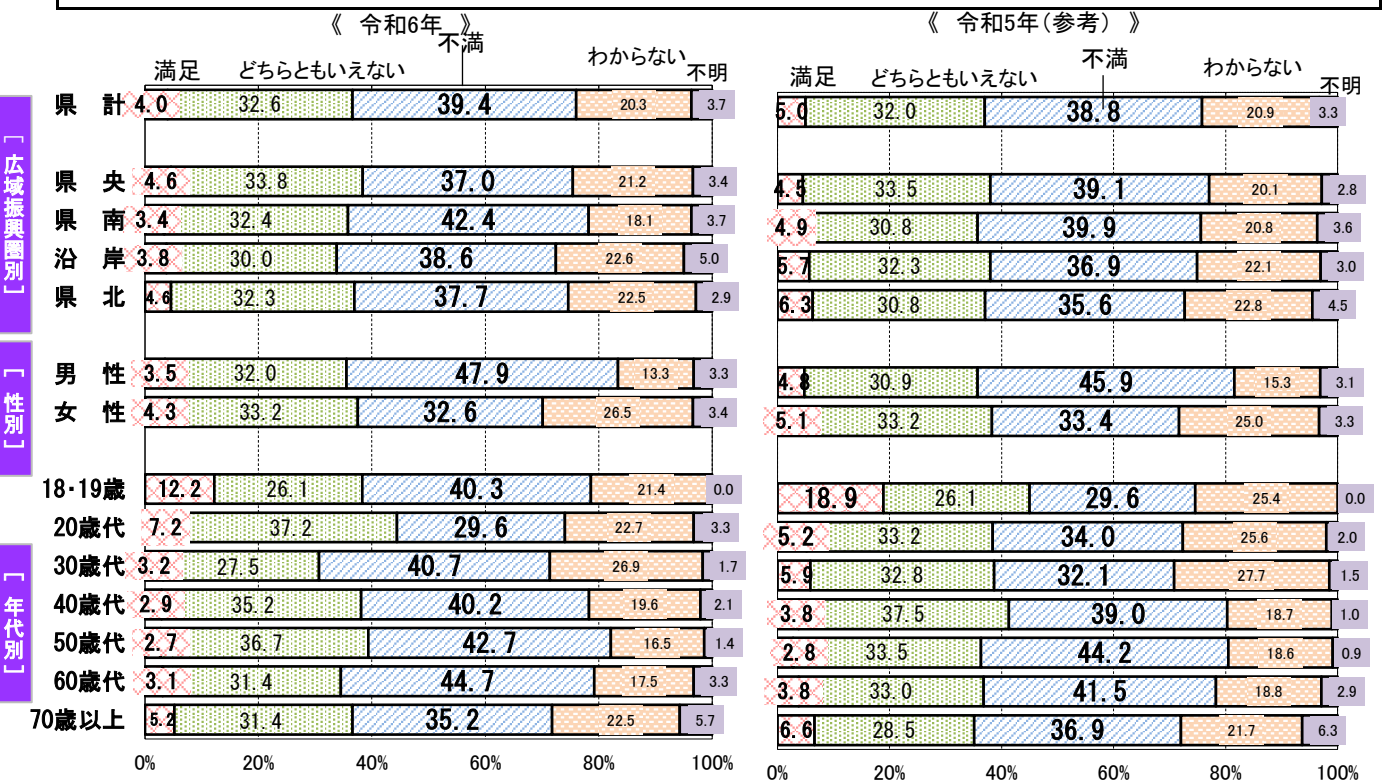 《 令和6年 》
《 令和5年(参考) 》
満足 どちらともいえない 不満 わからない 不明
満足 どちらともいえない 不満 わからない 不明
[広域振興圏別]
県 計 4.0 32.6 39.4 20.3 3.7
5.0 32.0 38.8 20.9 3.3
県 央 4.6 33.8 37.0 21.2 3.4
4.5 33.5 39.1 20.1 2.8
県 南 3.4 32.4 42.4 18.1 3.7
4.9 30.8 39.9 20.8 3.6
沿 岸 3.8 30.0 38.6 22.6 5.0
5.7 32.3 36.9 22.1 3.0
県 北 4.6 32.3 37.7 22.5 2.9
6.3 30.8 35.6 22.8 4.5
[性別]
男 性 3.5 32.0 47.9 13.3 3.3
4.8 30.9 45.9 15.3 3.1
女 性 4.3 33.2 32.6 26.5 3.4
5.1 33.2 33.4 25.0 3.3
[年代別]
18・19歳 12.2 26.1 40.3 21.4 0.0
18.9 26.1 29.6 25.4 0.0
20歳代 7.2 37.2 29.6 22.7 3.3
5.2 33.2 34.0 25.6 2.0
30歳代 3.2 27.5 40.7 26.9 1.7
5.9 32.8 32.1 27.7 1.5
40歳代 2.9 35.2 40.2 19.6 2.1
3.8 37.5 39.0 18.7 1.0
50歳代 2.7 36.7 42.7 16.5 1.4
2.8 33.5 44.2 18.6 0.9
60歳代 3.1 31.4 44.7 17.5 3.3
3.8 33.0 41.5 18.8 2.9
70歳以上 5.2 31.4 35.2 22.5 5.7
6.6 28.5 36.9 21.7 6.3
0% 20% 40% 60% 80% 100%
0% 20% 40% 60% 80% 100%